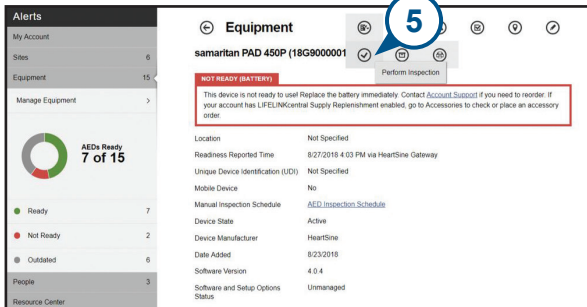 Alerts
My Account
Sites 6
Equipment 15
Manage Equipment >
AEDs Ready
7 of 15
Ready 7
Not Ready 2
Outdated 6
People 3
Resource Center
Equipment
5
samaritan PAD 450P (18G9000001
Perform Inspection
NOT READY (BATTERY)
This device is not ready to use! Replace the battery immediately. Contact Account Support if you need to reorder. If
your account has LIFELINKcentral Supply Replenishment enabled, go to Accessories to check or place an accessory
order.
Location Not Specified
Readiness Reported Time 8/27/2018 4:03 PM via HeartSine Gateway
Unique Device Identification (UDI) Not Specified
Mobile Device No
Manual Inspection Schedule AED Inspection Schedule
Device State Active
Device Manufacturer HeartSine
Date Added 8/23/2018
Software Version 4.0.4
Software and Setup Options Unmanaged
Status